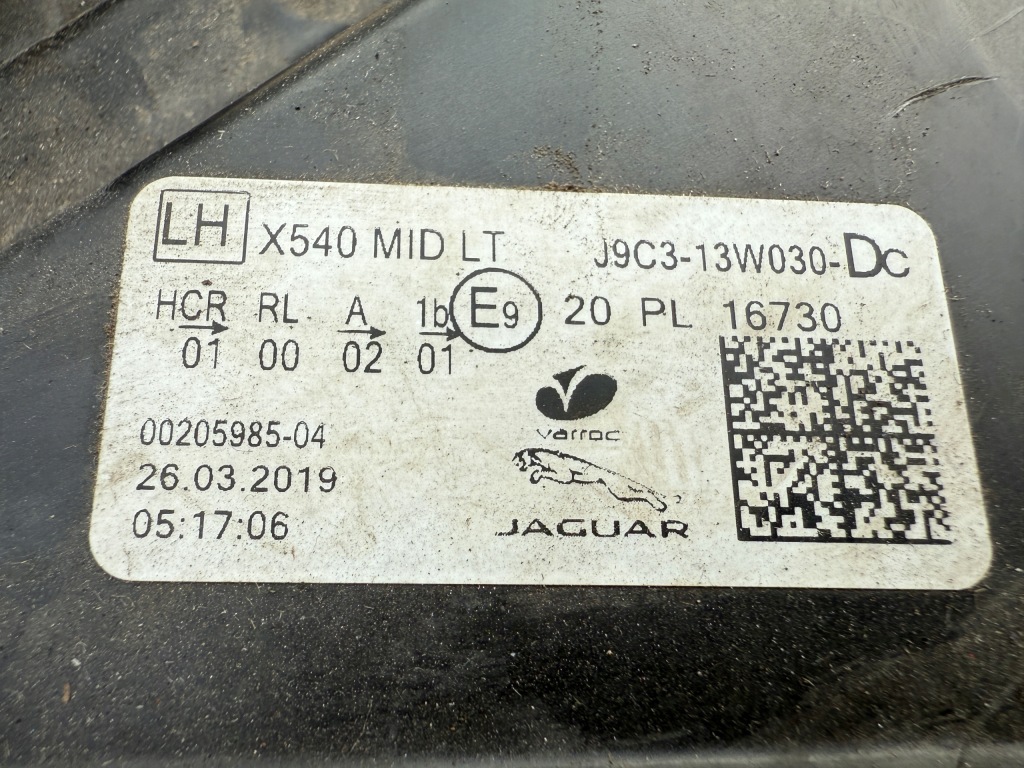 LH X540 MID LT J9C3-13W030-DC
HCR RL A 1b E9 20 PL 16730
01 00 02 01
varroc
00205985-04
26.03.2019
05:17:06
JAGUAR